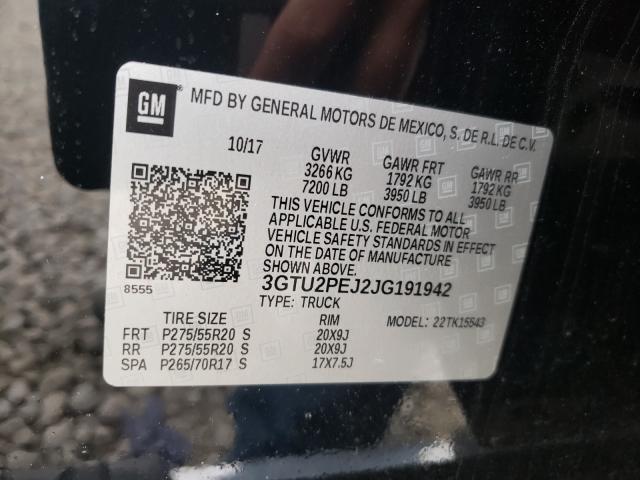 GM ® MFD BY GENERAL MOTORS DE MEXICO, S. DE R.L. DE C.V.
10/17 GVWR GAWR FRT GAWR RR
3266 KG 1792 KG 1792 KG
7200 LB 3950 LB 3950 LB
THIS VEHICLE CONFORMS TO ALL
APPLICABLE U.S. FEDERAL MOTOR
VEHICLE SAFETY STANDARDS IN EFFECT
ON THE DATE OF MANUFACTURE
SHOWN ABOVE.
8555 3GTU2PEJ2JG191942
TYPE: TRUCK
TIRE SIZE RIM MODEL: 22TK15543
FRT P275/55R20 S 20X9J
RR P275/55R20 S 20X9J
SPA P265/70R17 S 17X7.5J